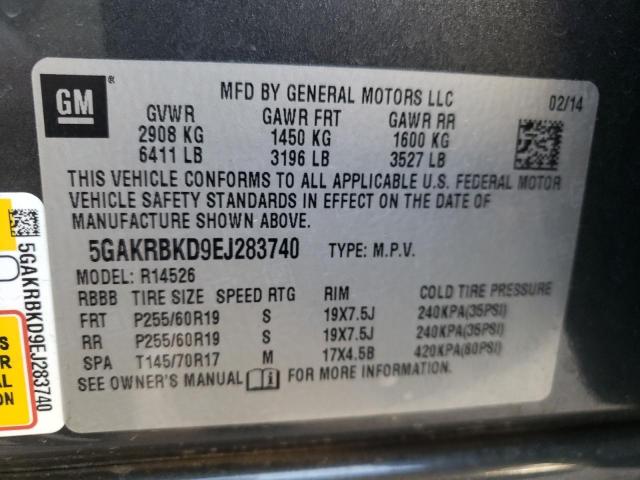 GM ®
MFD BY GENERAL MOTORS LLC 02/14
GVWR GAWR FRT GAWR RR
2908 KG 1450 KG 1600 KG
6411 LB 3196 LB 3527 LB
THIS VEHICLE CONFORMS TO ALL APPLICABLE U.S. FEDERAL MOTOR
VEHICLE SAFETY STANDARDS IN EFFECT ON THE DATE OF
MANUFACTURE SHOWN ABOVE.
5GAKRBKD9EJ283740 TYPE: M.P.V.
MODEL: R14526
RBBB TIRE SIZE SPEED RTG RIM COLD TIRE PRESSURE
FRT P255/60R19 S 19X7.5J 240KPA(35PSI)
RR P255/60R19 S 19X7.5J 240KPA(35PSI)
SPA T145/70R17 M 17X4.5B 420KPA(60PSI)
SEE OWNER'S MANUAL FOR MORE INFORMATION.
5GAKRBKD9EJ283740